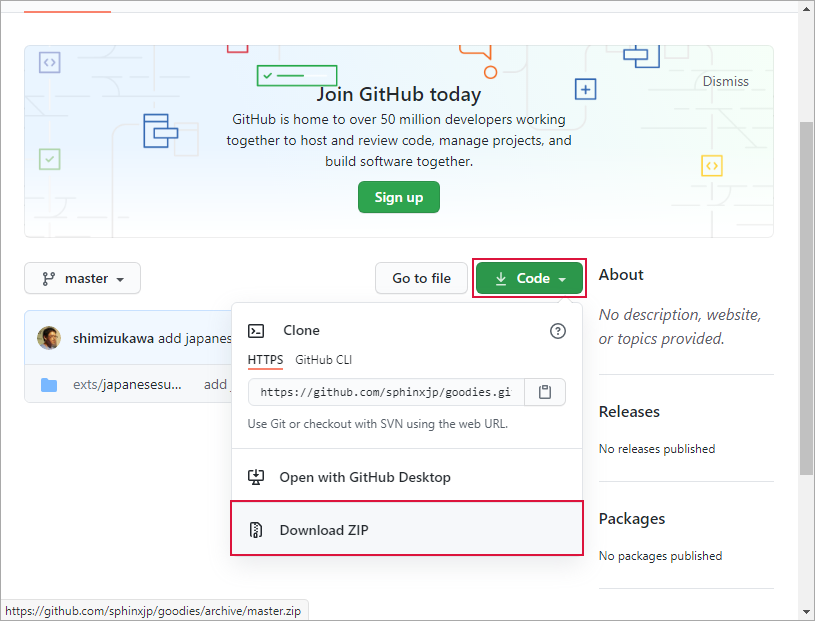 Dismiss
Join GitHub today
GitHub is home to over 50 million developers working
together to host and review code, manage projects, and
build software together.
Sign up
master
Go to file
Code
About
No description, website,
or topics provided.
shimizukawa add japanes
exts/japanesesu...
add
Clone
HTTPS
GitHub CLI
https://github.com/sphinxjp/goodies.gi
Use Git or checkout with SVN using the web URL.
Open with GitHub Desktop
Download ZIP
Releases
No releases published
Packages
No packages published
https://github.com/sphinxjp/goodies/archive/master.zip